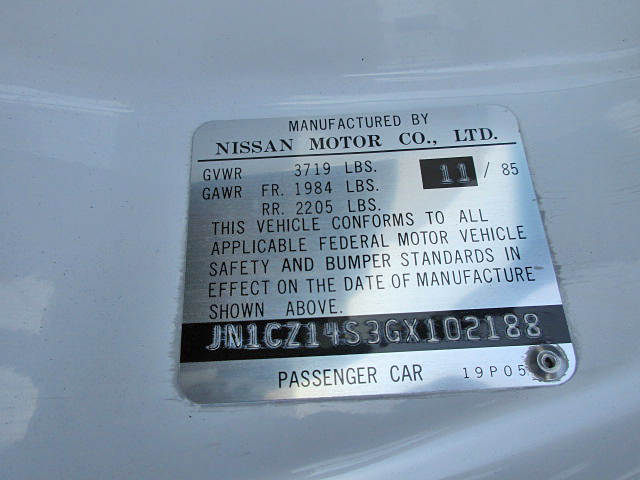 MANUFACTURED BY
NISSAN MOTOR CO., LTD.
GVWR 3719 LBS. 11 / 85
GAWR FR. 1984 LBS.
RR. 2205 LBS.
THIS VEHICLE CONFORMS TO ALL
APPLICABLE FEDERAL MOTOR VEHICLE
SAFETY AND BUMPER STANDARDS IN
EFFECT ON THE DATE OF MANUFACTURE
SHOWN ABOVE.
JN1CZ14S3GX102188
PASSENGER CAR 19P05